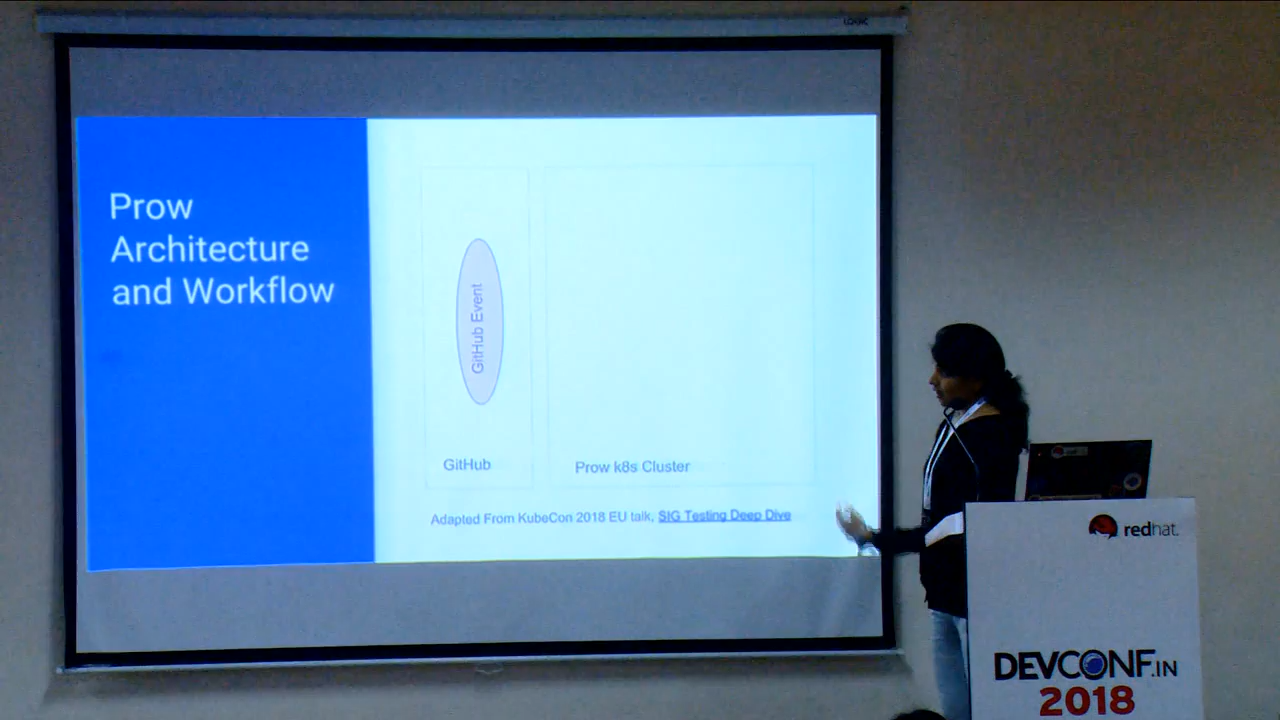 Prow
Architecture
and Workflow
GitHub Event
GitHub
Prow k8s Cluster
Adapted From KubeCon 2018 EU talk, SIG Testing Deep Dive
redhat.
DEVCONF.IN
2018